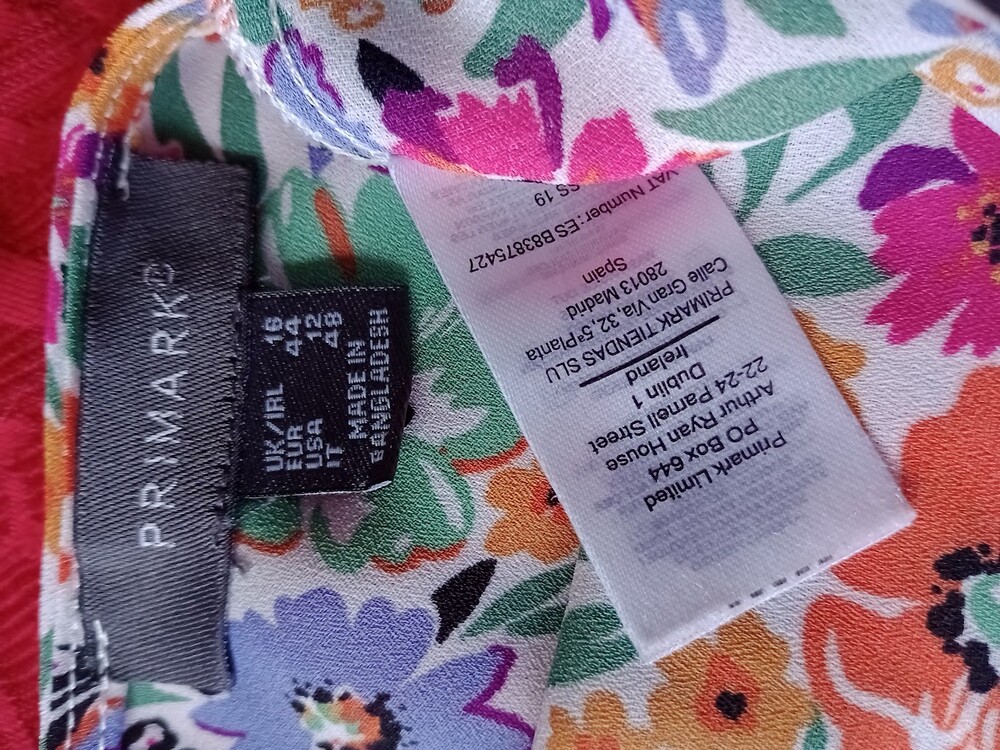 PRIMARK
UK/IRL 16
EUR 44
USA 12
IT 48
MADE IN
BANGLADESH
Primark Limited
PO Box 644
Arthur Ryan House
22-24 Parnell Street
Dublin 1
Ireland
PRIMARK TIENDAS SLU
Calle Gran Via, 32, 5ªPlanta
28013 Madrid
Spain
VAT Number: ES B83875427
SS 19